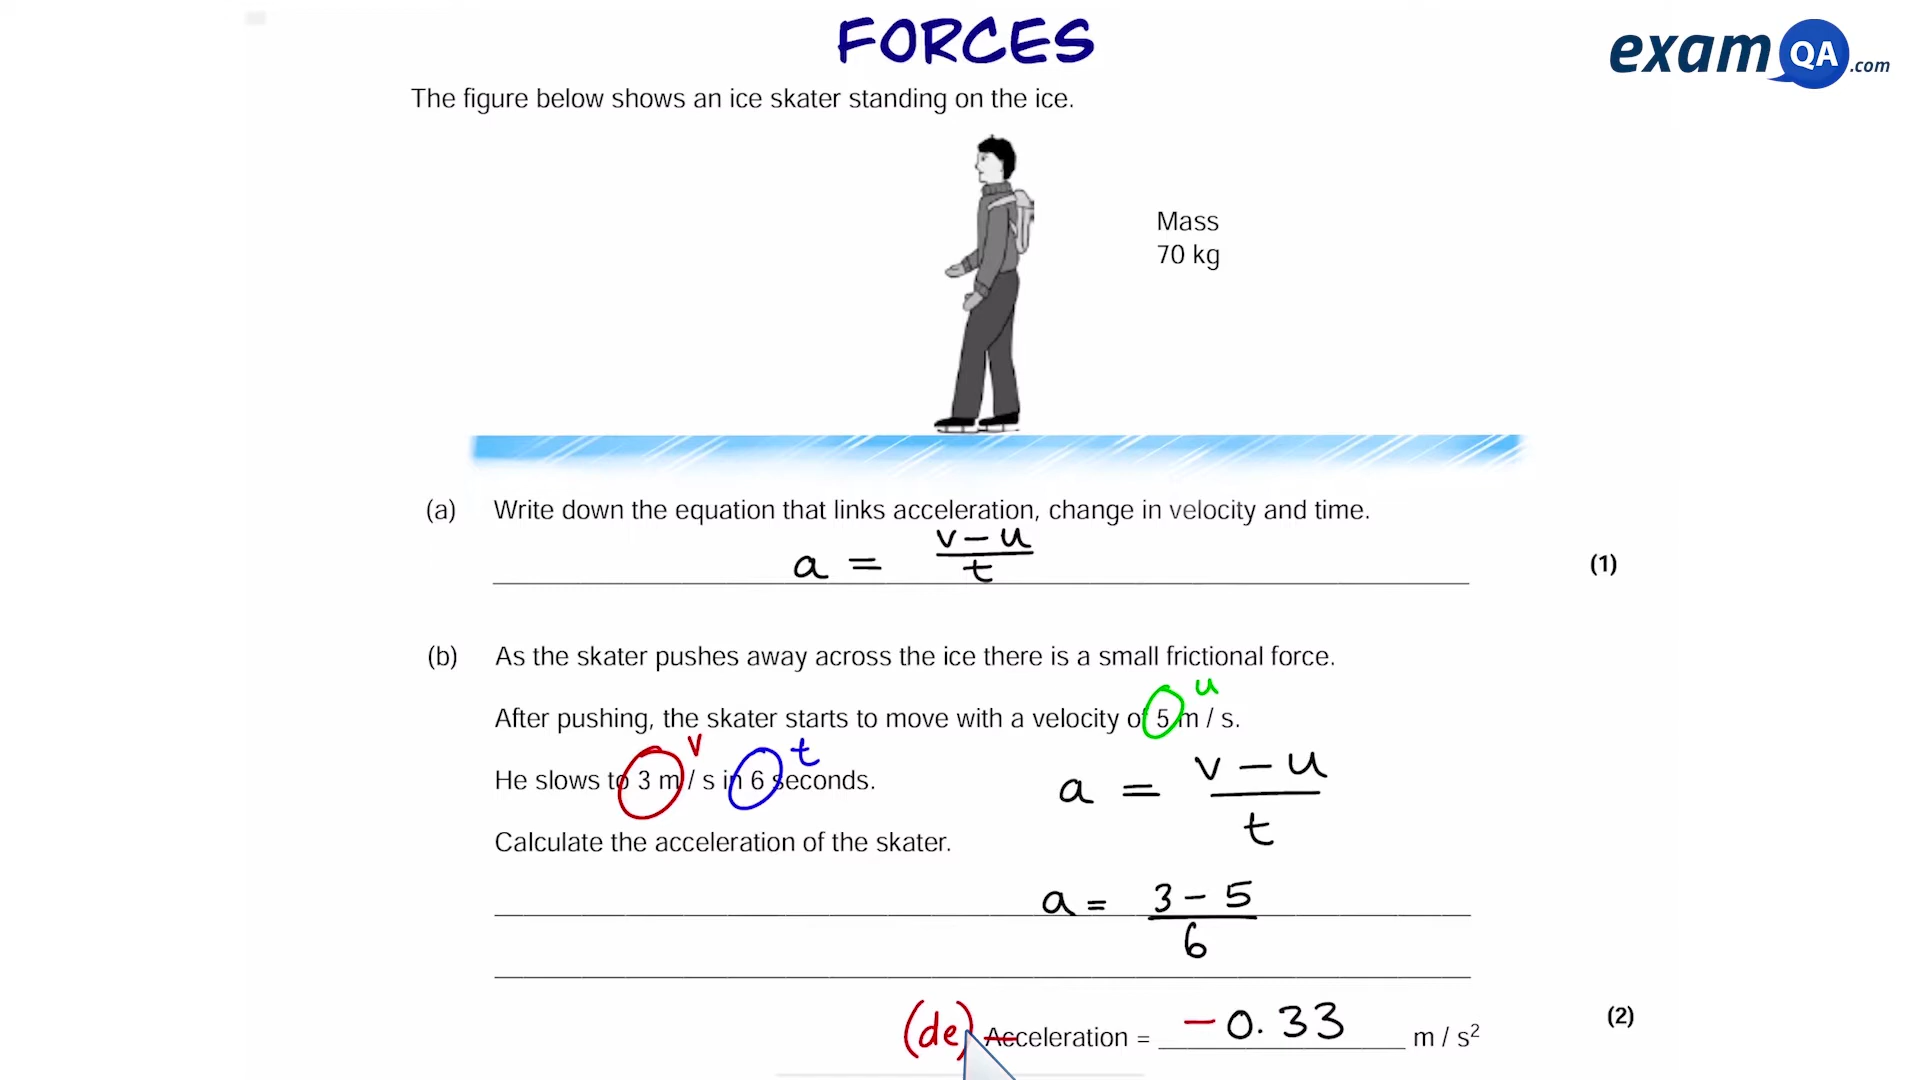 FORCES
examQA.com
The figure below shows an ice skater standing on the ice.
Mass
70 kg
(a) Write down the equation that links acceleration, change in velocity and time.
a = v - u / t
(1)
(b) As the skater pushes away across the ice there is a small frictional force.
u
After pushing, the skater starts to move with a velocity of 5 m / s.
v t
He slows to 3 m / s in 6 seconds.
a = v - u / t
Calculate the acceleration of the skater.
a = 3 - 5 / 6
(de) Acceleration = -0.33 m / s²
(2)